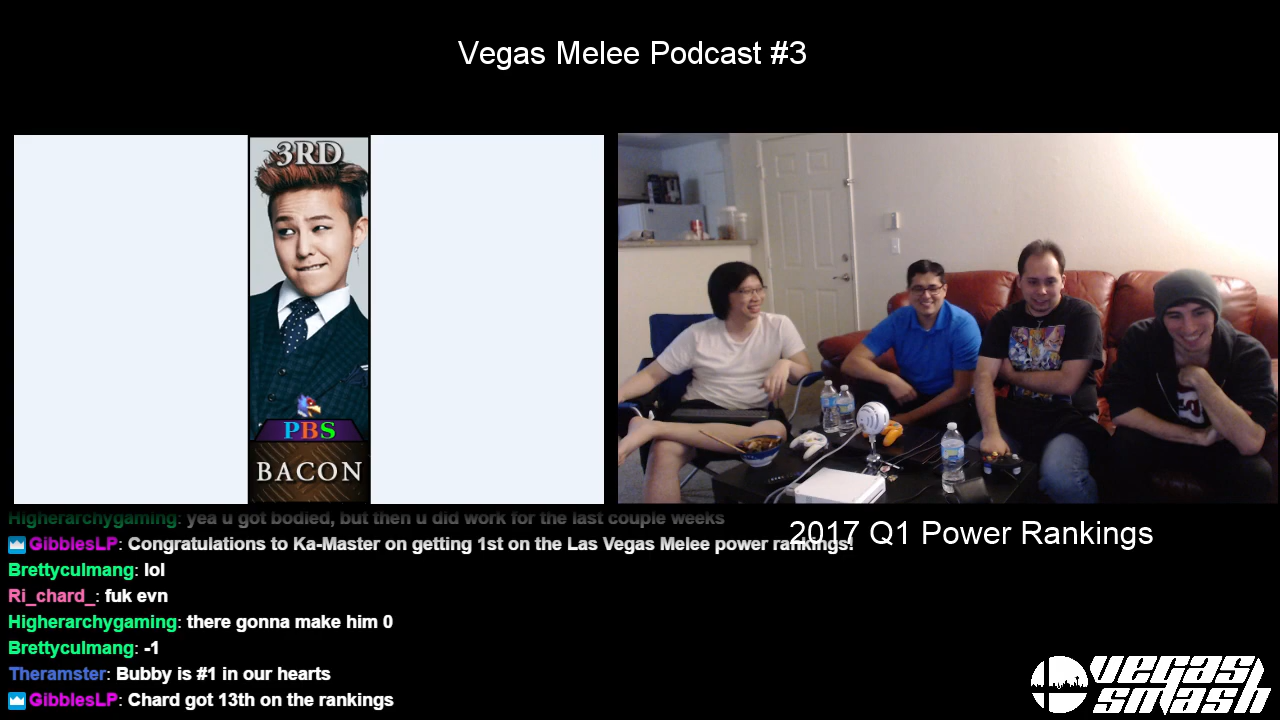 Vegas Melee Podcast #3
3RD
PBS
BACON
Higherarchygaming: yea u got bodied, but then u did work for the last couple weeks
2017 Q1 Power Rankings
GibblesLP: Congratulations to Ka-Master on getting 1st on the Las Vegas Melee power rankings!
Brettyculmang: lol
Ri_chard_: fuk evn
Higherarchygaming: there gonna make him 0
Brettyculmang: -1
Theramster: Bubby is #1 in our hearts
GibblesLP: Chard got 13th on the rankings
VEGAS
SMASH